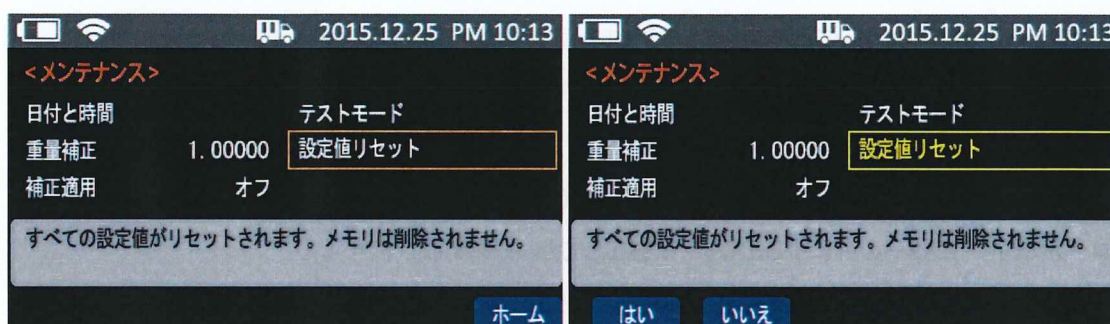 2015.12.25 PM 10:13
<メンテナンス>
日付と時間 テストモード
重量補正 1.00000 設定値リセット
補正適用 オフ
すべての設定値がリセットされます。メモリは削除されません。
ホーム
2015.12.25 PM 10:13
<メンテナンス>
日付と時間 テストモード
重量補正 1.00000 設定値リセット
補正適用 オフ
すべての設定値がリセットされます。メモリは削除されません。
はい いいえ